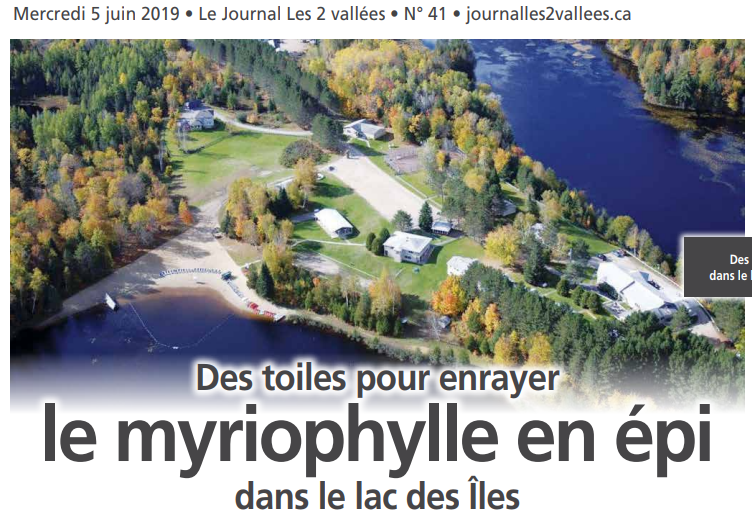 Mercredi 5 juin 2019 • Le Journal Les 2 vallées • N° 41 • journalles2vallees.ca
Des
dans le l
Des toiles pour enrayer
le myriophylle en épi
dans le lac des Îles